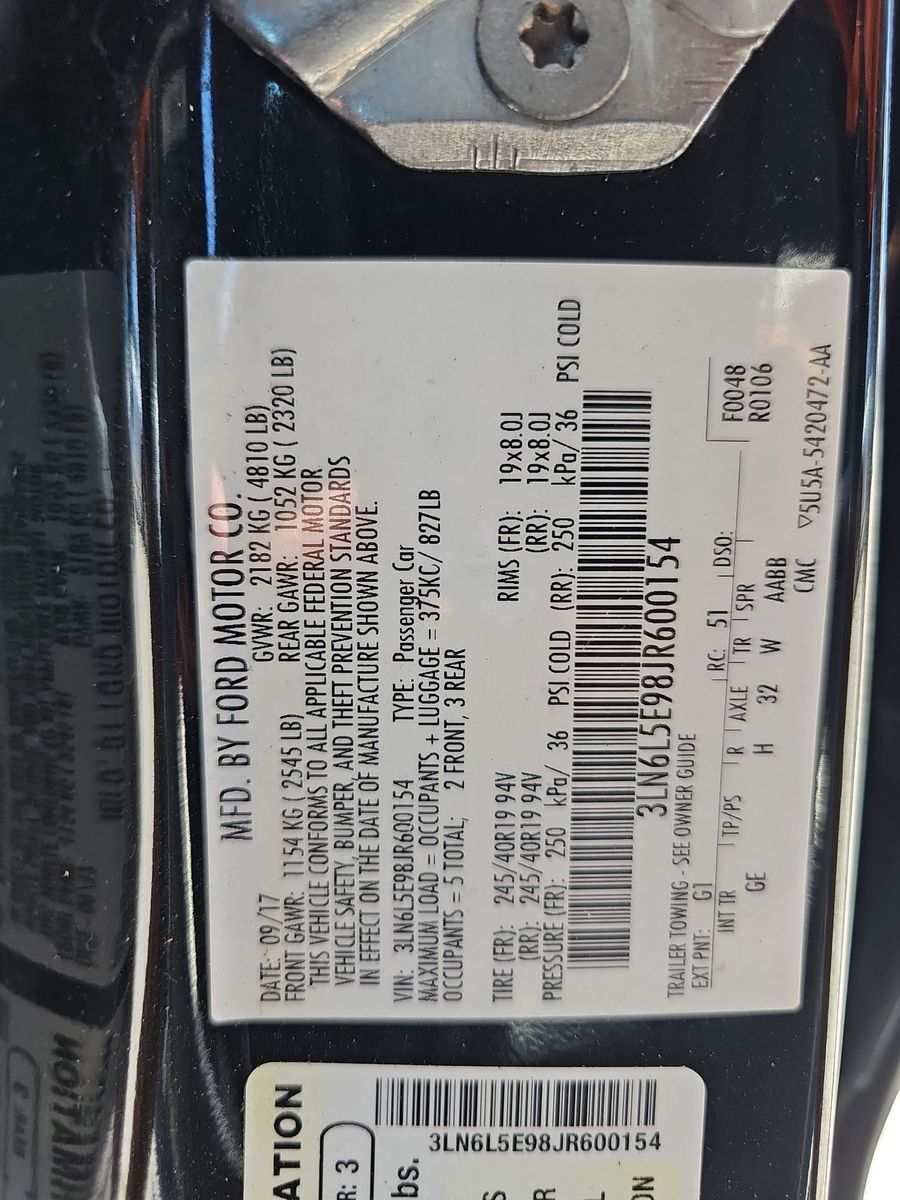 MFD. BY FORD MOTOR CO.
DATE: 09/17 GVWR: 2182 KG ( 4810 LB)
FRONT GAWR: 1154 KG ( 2545 LB) REAR GAWR: 1052 KG ( 2320 LB)
THIS VEHICLE CONFORMS TO ALL APPLICABLE FEDERAL MOTOR
VEHICLE SAFETY, BUMPER, AND THEFT PREVENTION STANDARDS
IN EFFECT ON THE DATE OF MANUFACTURE SHOWN ABOVE.
VIN: 3LN6L5E98JR600154 TYPE: Passenger Car
MAXIMUM LOAD = OCCUPANTS + LUGGAGE = 375KC/ 827LB
OCCUPANTS = 5 TOTAL; 2 FRONT, 3 REAR
TIRE (FR): 245/40R19 94V RIMS (FR): 19x8.0J
(RR): 245/40R19 94V (RR): 19x8.0J
PRESSURE (FR): 250 kPa/ 36 PSI COLD (RR): 250 kPa/ 36 PSI COLD
3LN6L5E98JR600154
TRAILER TOWING - SEE OWNER GUIDE
EXT PNT: G1 RC: 51 DSO:
F0048
R0106
INT TR TP/PS R AXLE TR SPR
GE H 32 W AABB
CMC ▽5U5A-5420472-AA
ATION
R: 3
3LN6L5E98JR600154
bs.
S
R
L
ON